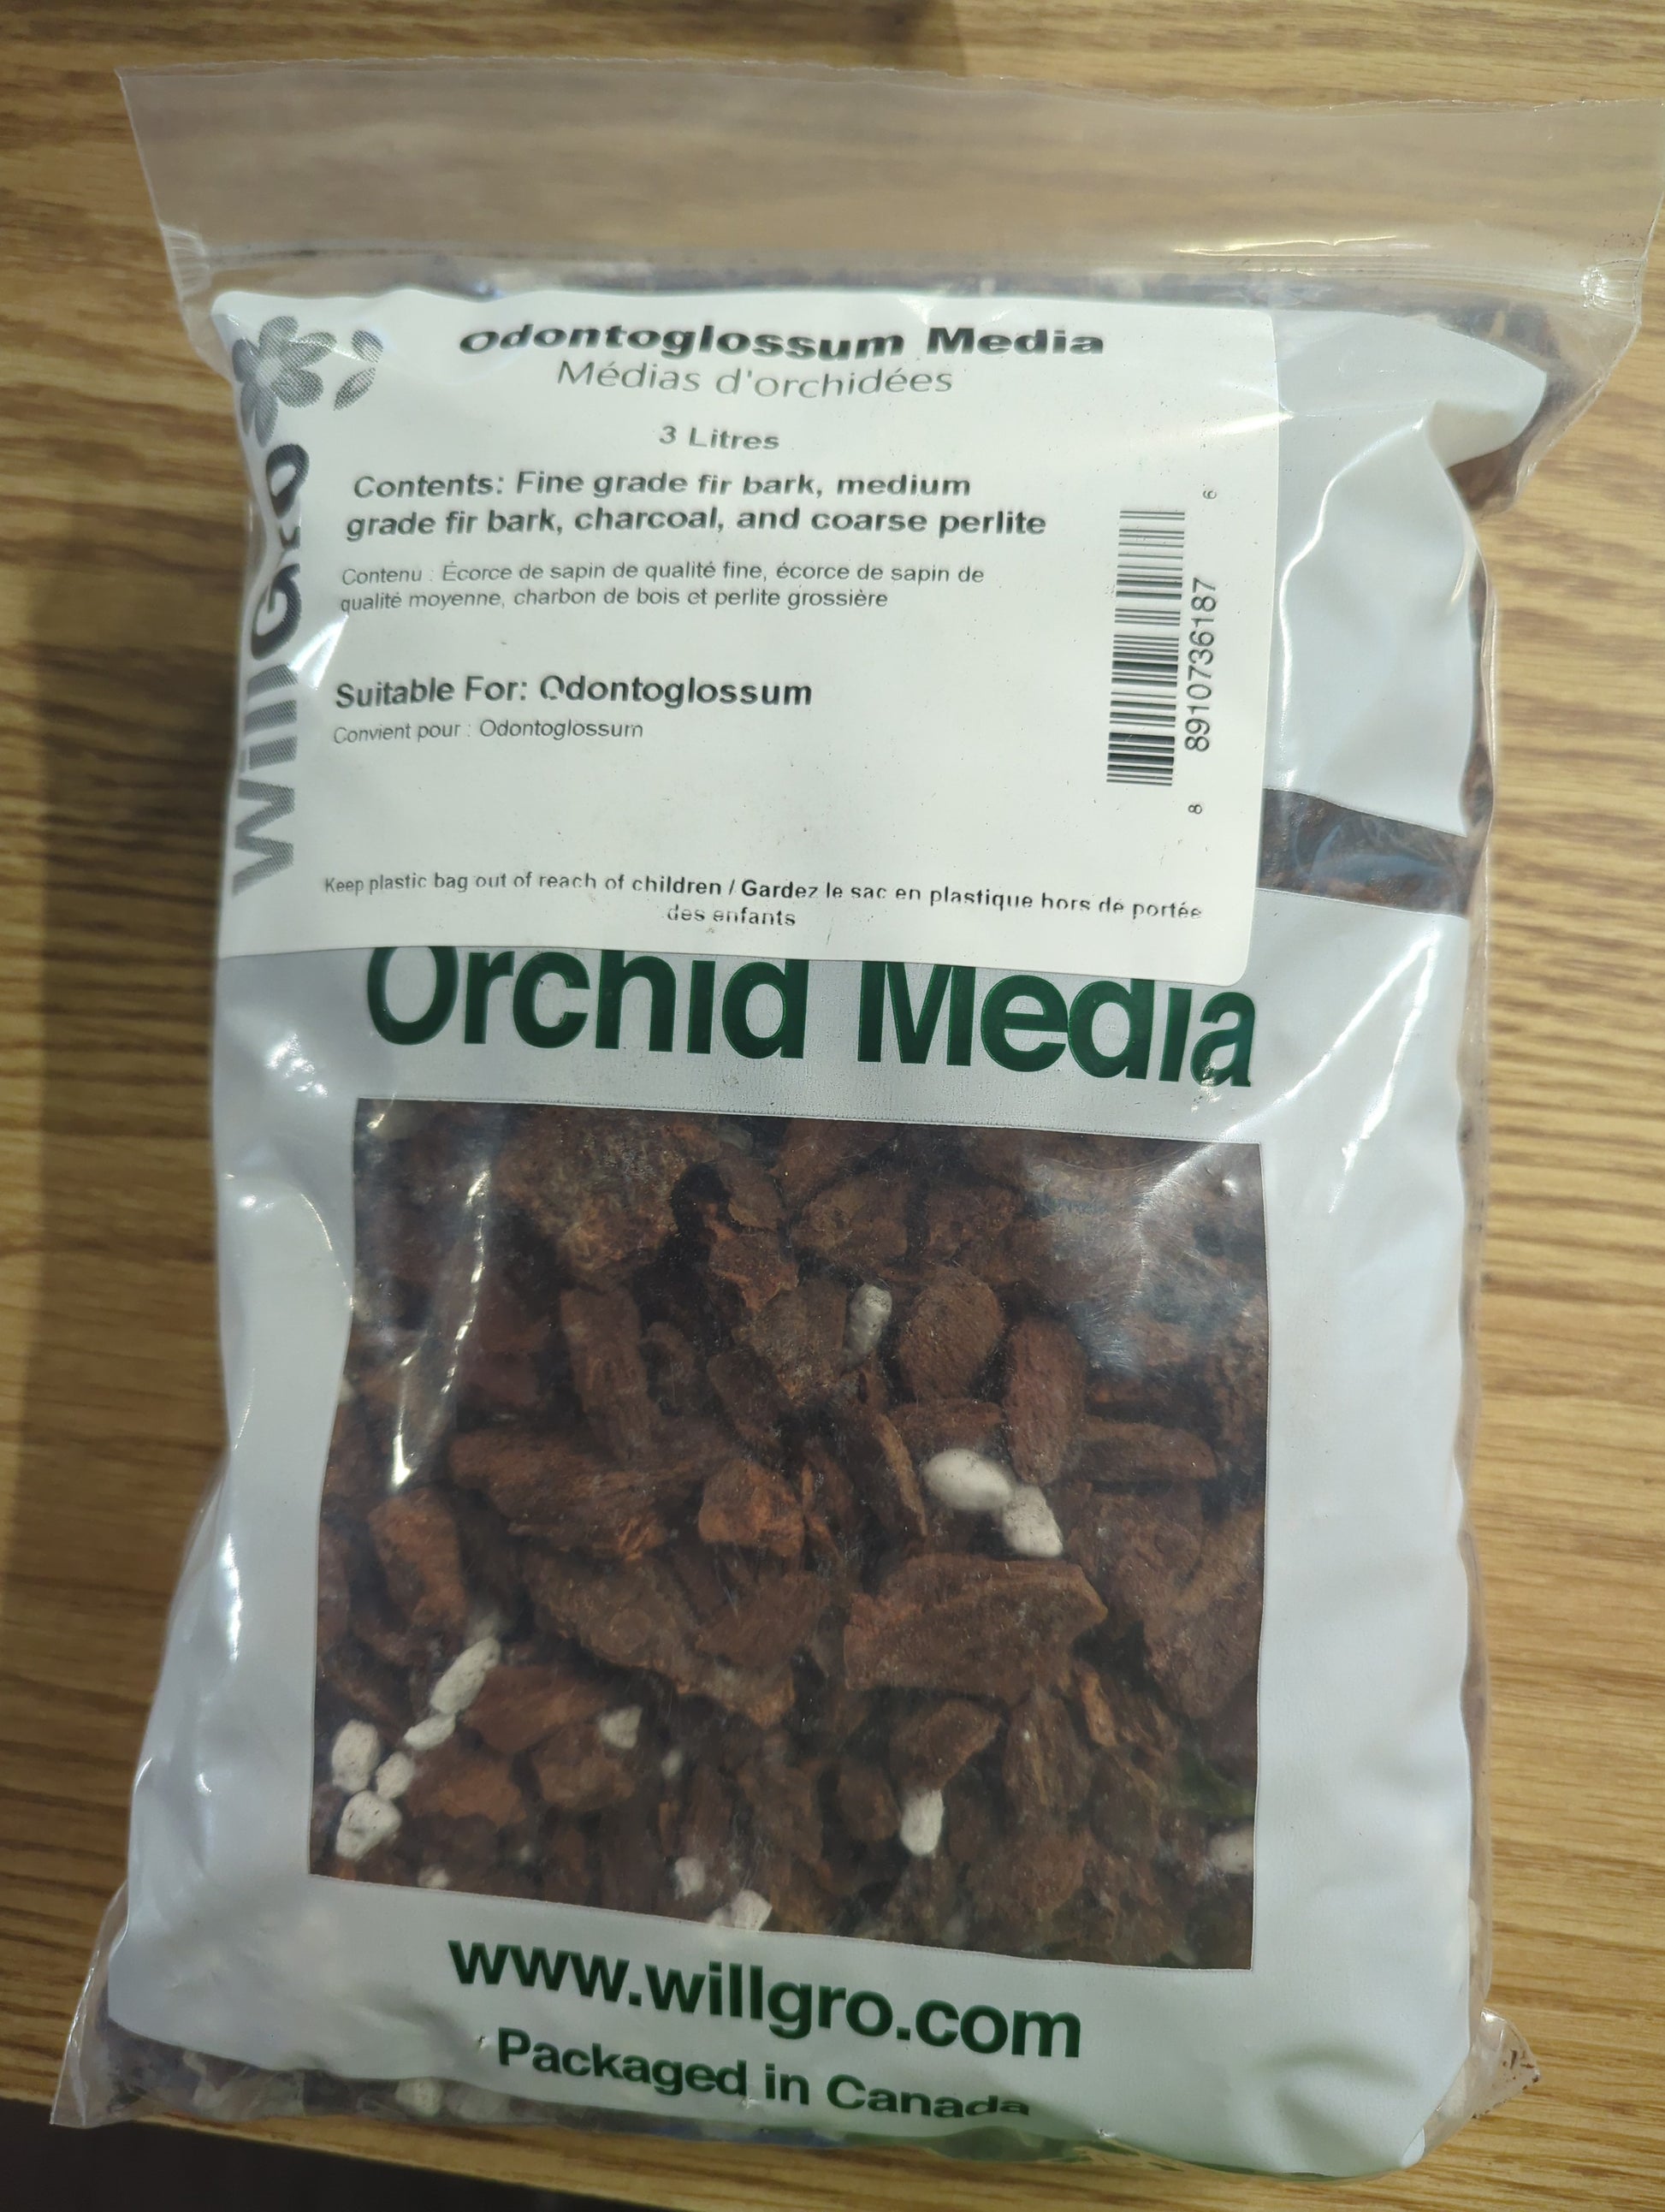 Odontoglossum Media
Médias d'orchidées
3 Litres
Contents: Fine grade fir bark, medium
grade fir bark, charcoal, and coarse perlite
Contenu : Écorce de sapin de qualité fine, écorce de sapin de
qualité moyenne, charbon de bois et perlite grossière
Suitable For: Odontoglossum
Convient pour : Odontoglossum
Keep plastic bag out of reach of children / Gardez le sac en plastique hors de portée
des enfants
WillGro
8 8910736187 6
Orchid Media
www.willgro.com
Packaged in Canada